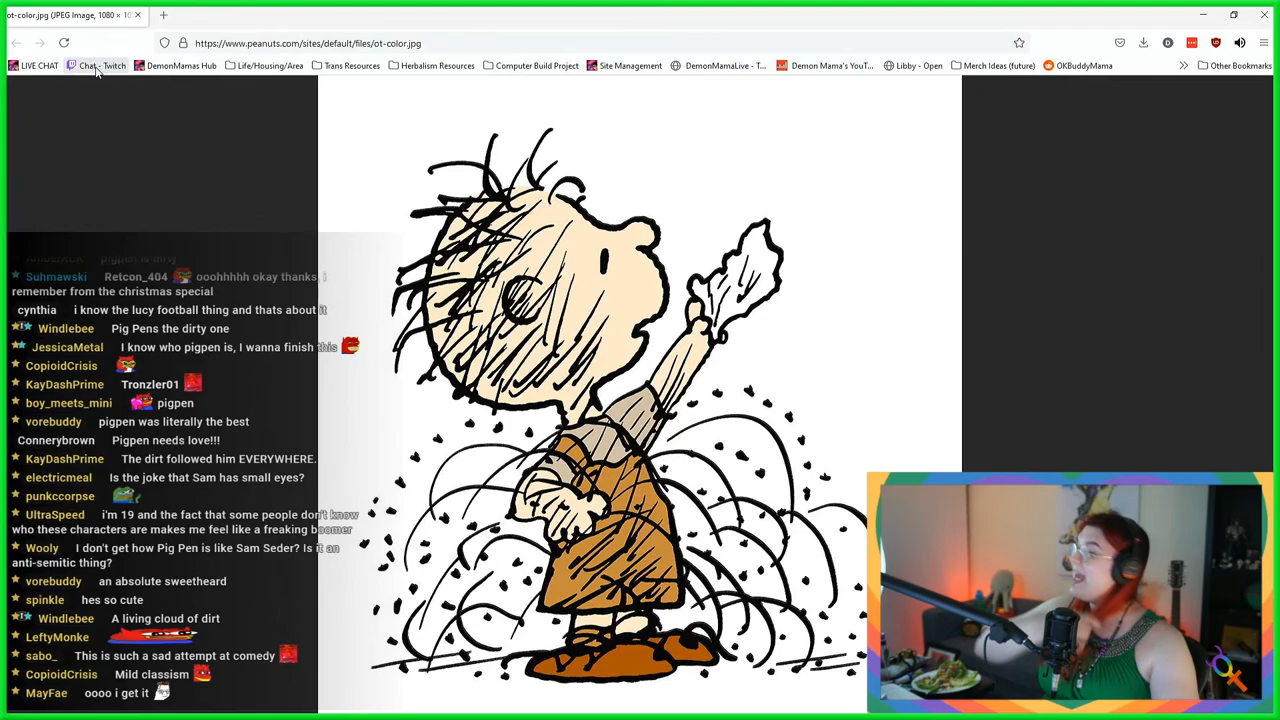 ot-color.jpg (JPEG Image, 1080 × 10
https://www.peanuts.com/sites/default/files/ot-color.jpg
LIVE CHAT Chat - Twitch DemonMamas Hub Life/Housing/Area Trans Resources Herbalism Resources Computer Build Project Site Management DemonMamaLive - T... Demon Mama's YouT... Libby - Open Merch Ideas (future) OKBuddyMama Other Bookmarks
pigpen is dirty
Suhmawski Retcon_404 ooohhhhh okay thanks, i
remember from the christmas special
cynthia i know the lucy football thing and thats about it
Windlebee Pig Pens the dirty one
JessicaMetal I know who pigpen is, I wanna finish this
CopioidCrisis
KayDashPrime Tronzler01
boy_meets_mini pigpen
vorebuddy pigpen was literally the best
Connerybrown Pigpen needs love!!!
KayDashPrime The dirt followed him EVERYWHERE.
electricmeal Is the joke that Sam has small eyes?
punkccorpse
UltraSpeed i'm 19 and the fact that some people don't know
who these characters are makes me feel like a freaking boomer
Wooly I don't get how Pig Pen is like Sam Seder? Is it an
anti-semitic thing?
vorebuddy an absolute sweetheard
spinkle hes so cute
Windlebee A living cloud of dirt
LeftyMonke
sabo_ This is such a sad attempt at comedy
CopioidCrisis Mild classism
MayFae oooo i get it